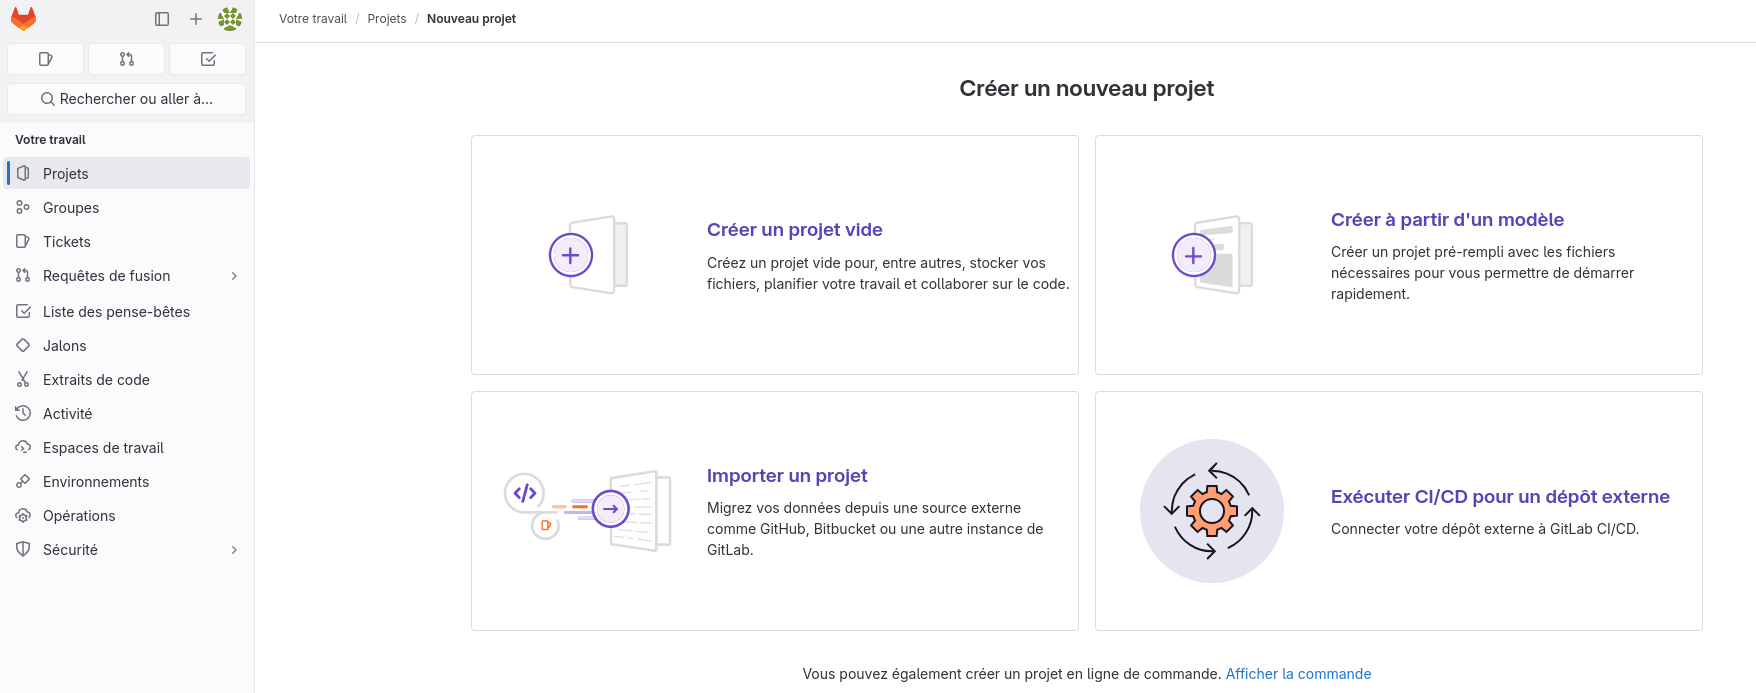 Votre travail / Projets / Nouveau projet
Rechercher ou aller à...
Votre travail
Projets
Groupes
Tickets
Requêtes de fusion
Liste des pense-bêtes
Jalons
Extraits de code
Activité
Espaces de travail
Environnements
Opérations
Sécurité
Créer un nouveau projet
Créer un projet vide
Créez un projet vide pour, entre autres, stocker vos
fichiers, planifier votre travail et collaborer sur le code.
Créer à partir d'un modèle
Créer un projet pré-rempli avec les fichiers
nécessaires pour vous permettre de démarrer
rapidement.
Importer un projet
Migrez vos données depuis une source externe
comme GitHub, Bitbucket ou une autre instance de
GitLab.
Exécuter CI/CD pour un dépôt externe
Connecter votre dépôt externe à GitLab CI/CD.
Vous pouvez également créer un projet en ligne de commande. Afficher la commande